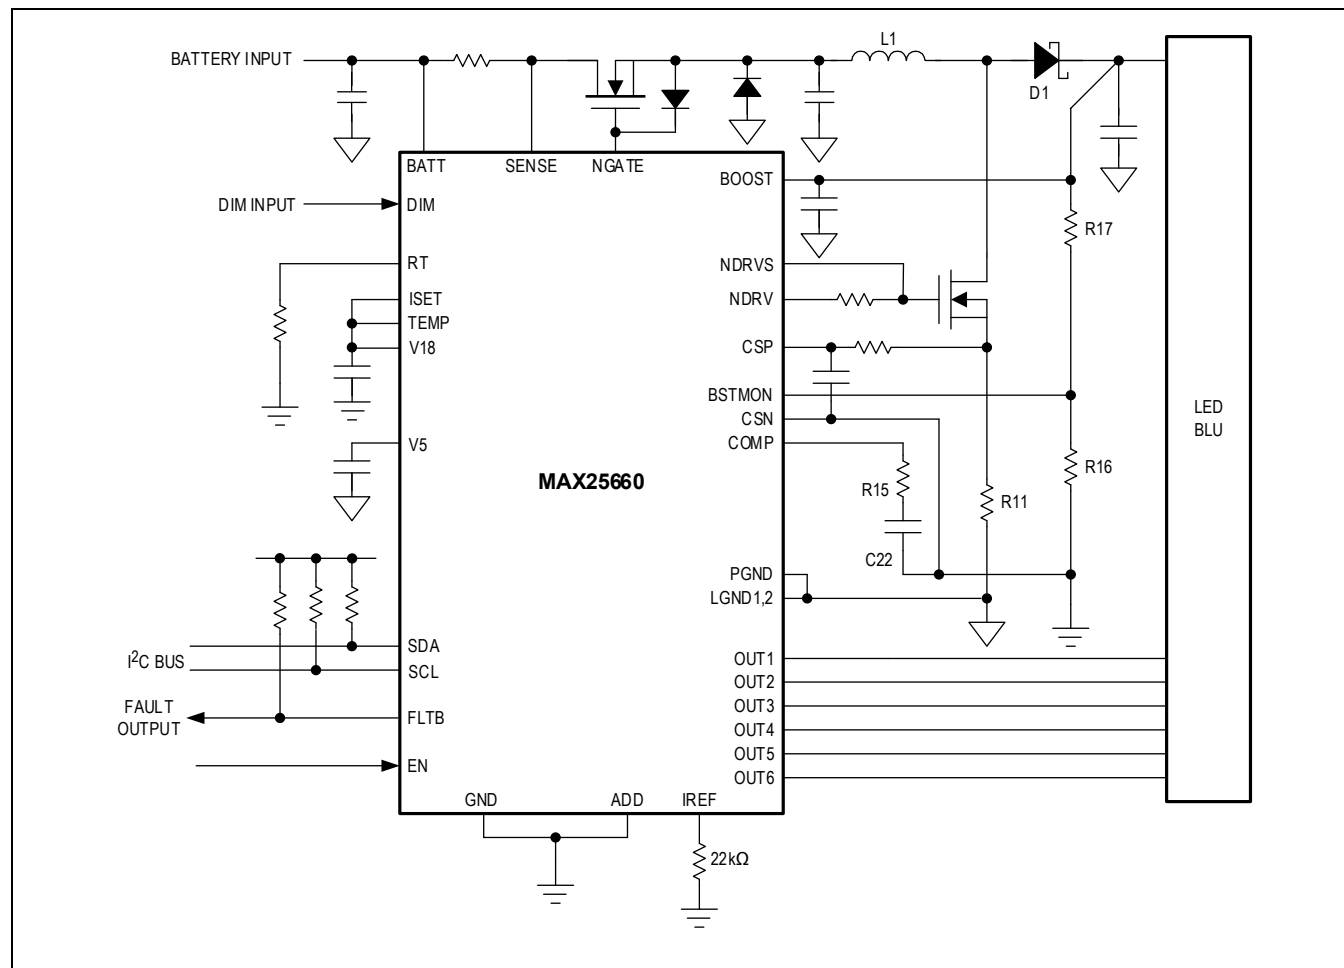 L1
BATTERY INPUT
D1
BATT
SENSE
NGATE
BOOST
DIM INPUT
DIM
R17
RT
NDRVS
ISET
NDRV
TEMP
V18
CSP
BSTMON
CSN
LED
BLU
V5
COMP
MAX25660
R16
R15
R11
C22
PGND
LGND1,2
SDA
I²C BUS
SCL
OUT1
OUT2
OUT3
FAULT
OUTPUT
FLTB
OUT4
OUT5
EN
OUT6
GND
ADD
IREF
22kΩ